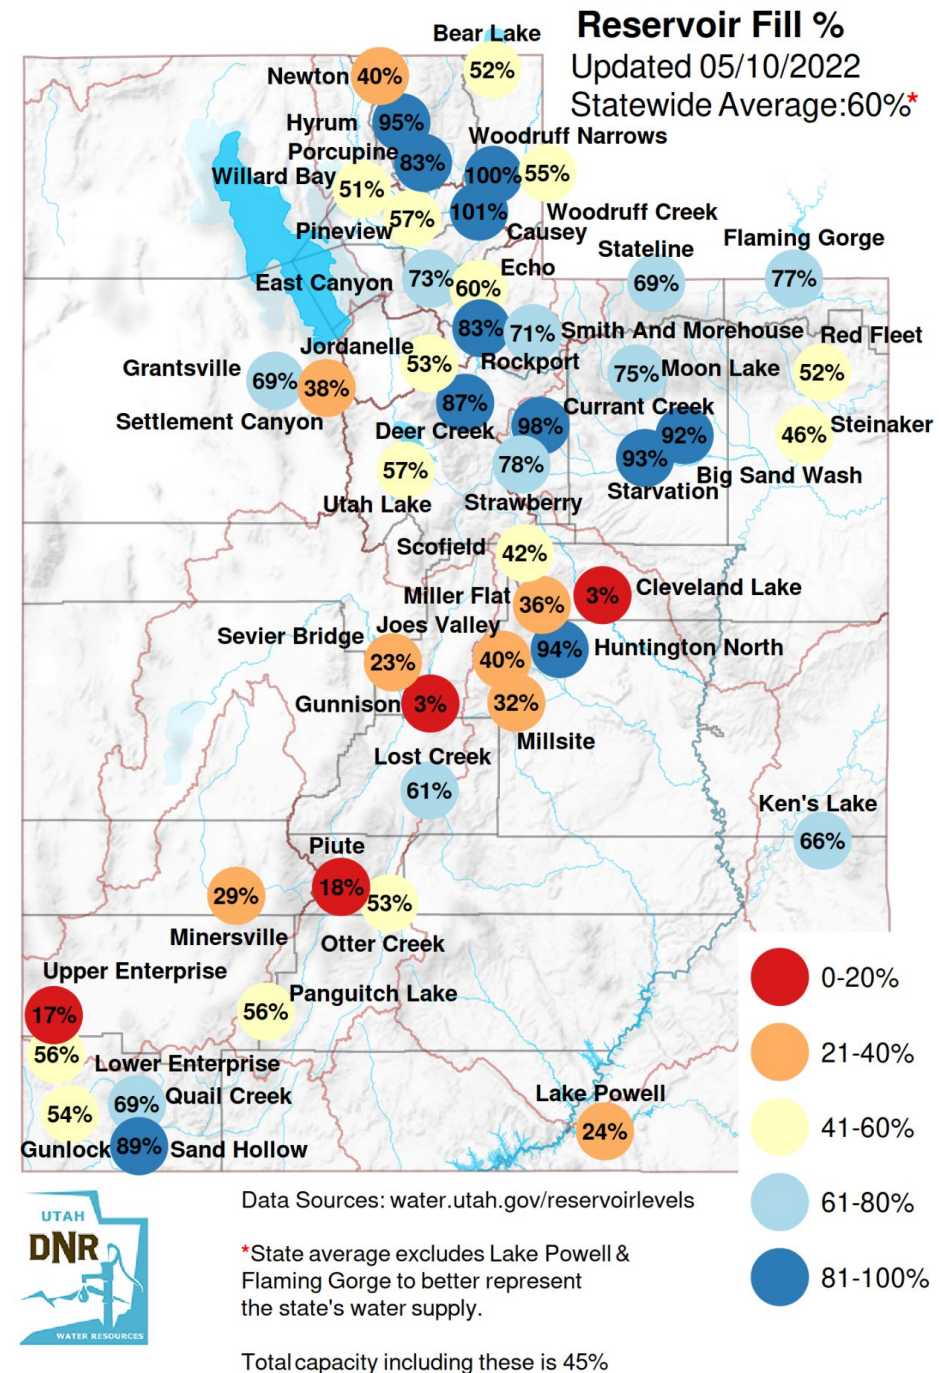 Reservoir Fill %
Updated 05/10/2022
Statewide Average:60%*
Bear Lake
52%
Newton 40%
Hyrum 95%
Woodruff Narrows
Porcupine 83%
100% 55%
Willard Bay 51%
101% Woodruff Creek
Pineview 57%
Causey
Stateline
69%
Flaming Gorge
77%
East Canyon 73%
Echo
60%
83% 71% Smith And Morehouse
Rockport
Red Fleet
52%
Jordanelle
53%
Grantsville
69% 38%
Settlement Canyon
75% Moon Lake
87%
Deer Creek
Currant Creek
98%
92%
93%
Big Sand Wash
Starvation
46% Steinaker
57%
Utah Lake
78%
Strawberry
Scofield 42%
Miller Flat 36%
3% Cleveland Lake
Joes Valley
40%
Sevier Bridge
23%
94% Huntington North
Gunnison 3%
32%
Millsite
Lost Creek
61%
Ken's Lake
66%
Piute
18%
53%
Otter Creek
29%
Minersville
Upper Enterprise
17%
56% Panguitch Lake
56%
Lower Enterprise
69% Quail Creek
54%
Gunlock 89% Sand Hollow
Lake Powell
24%
0-20%
21-40%
41-60%
61-80%
81-100%
UTAH
DNR
WATER RESOURCES
Data Sources: water.utah.gov/reservoirlevels
*State average excludes Lake Powell &
Flaming Gorge to better represent
the state's water supply.
Total capacity including these is 45%